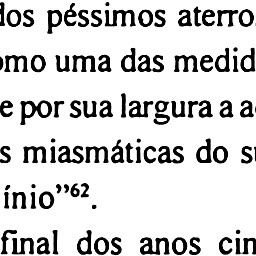 dos péssimos aterro
omo uma das medid
e por sua largura a a
s miasmáticas do s
ínio”⁶².
final dos anos cin